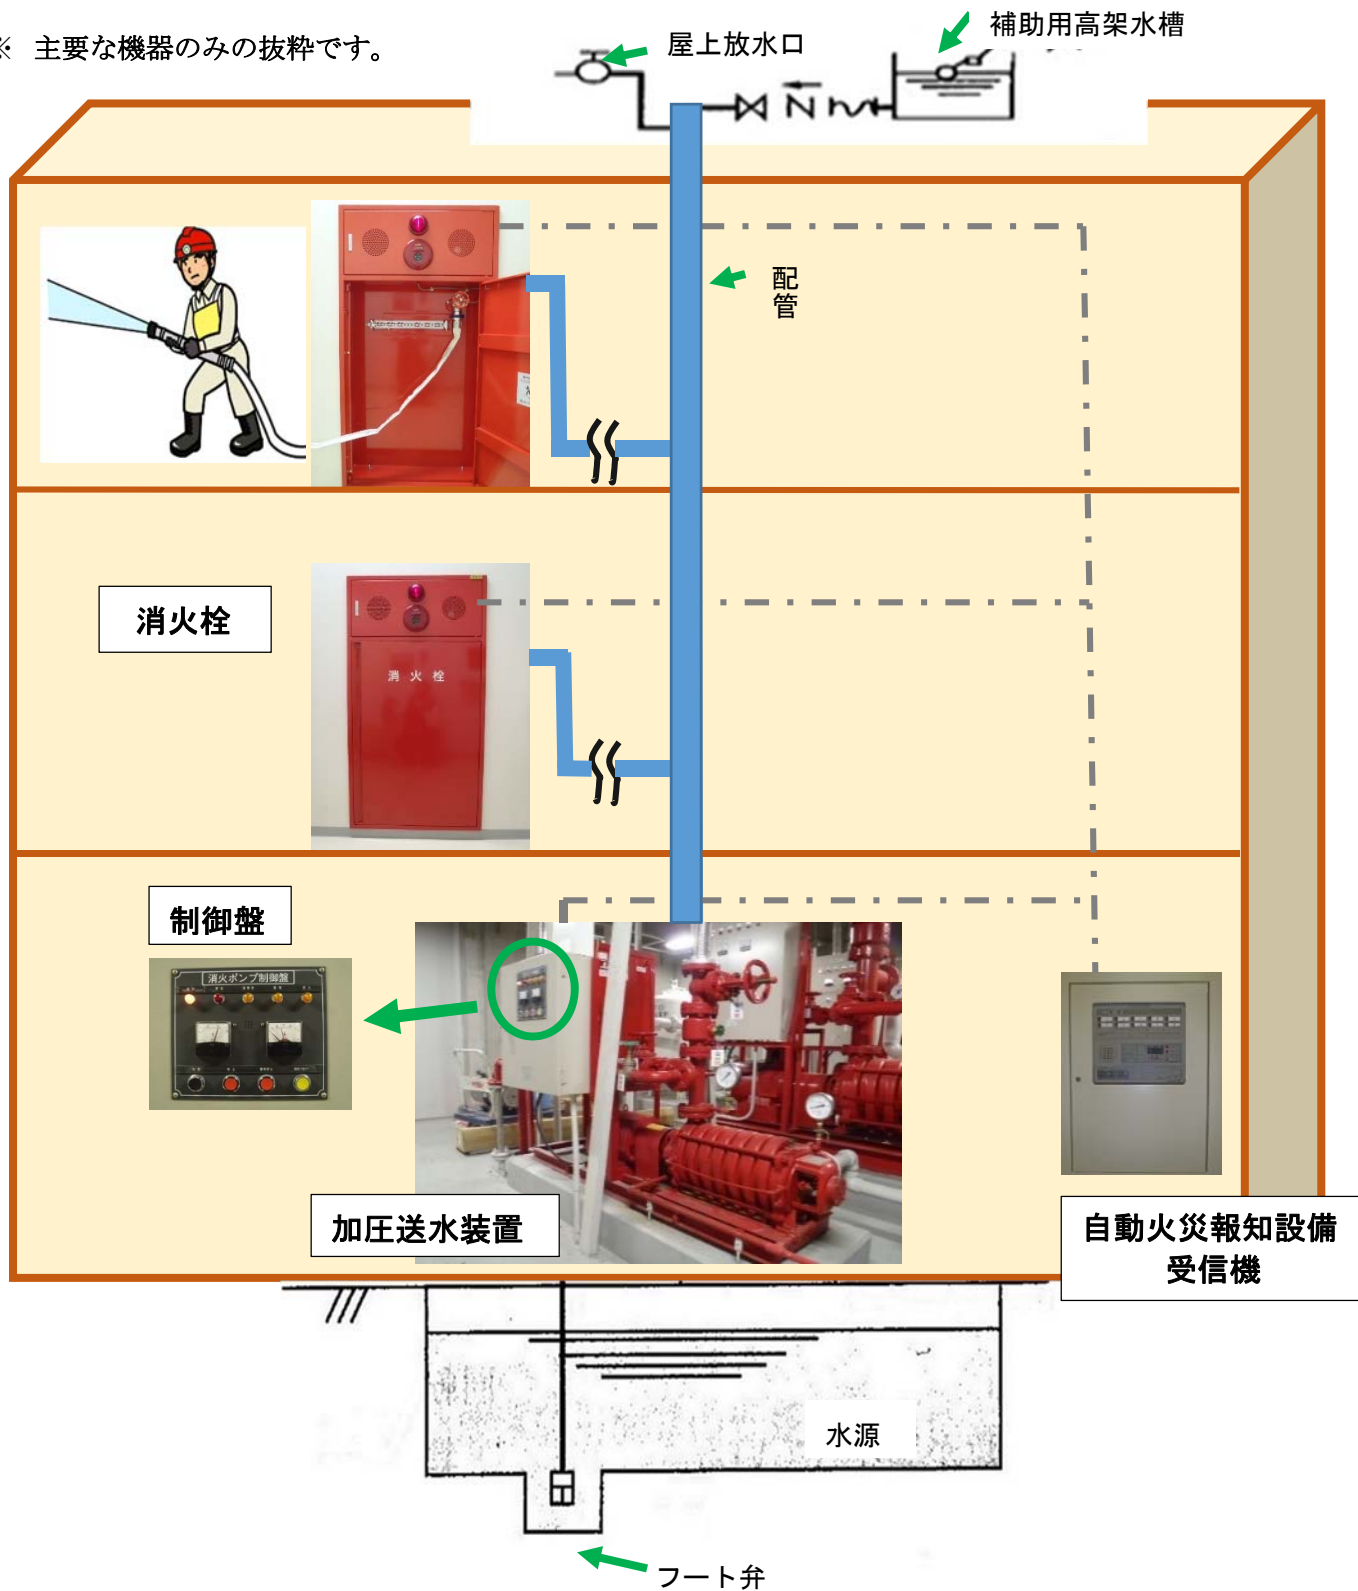 ※ 主要な機器のみの抜粋です。
補助用高架水槽
屋上放水口
配
管
消火栓
消 火 栓
制御盤
消火ポンプ制御盤
加圧送水装置
自動火災報知設備
受信機
水源
フート弁